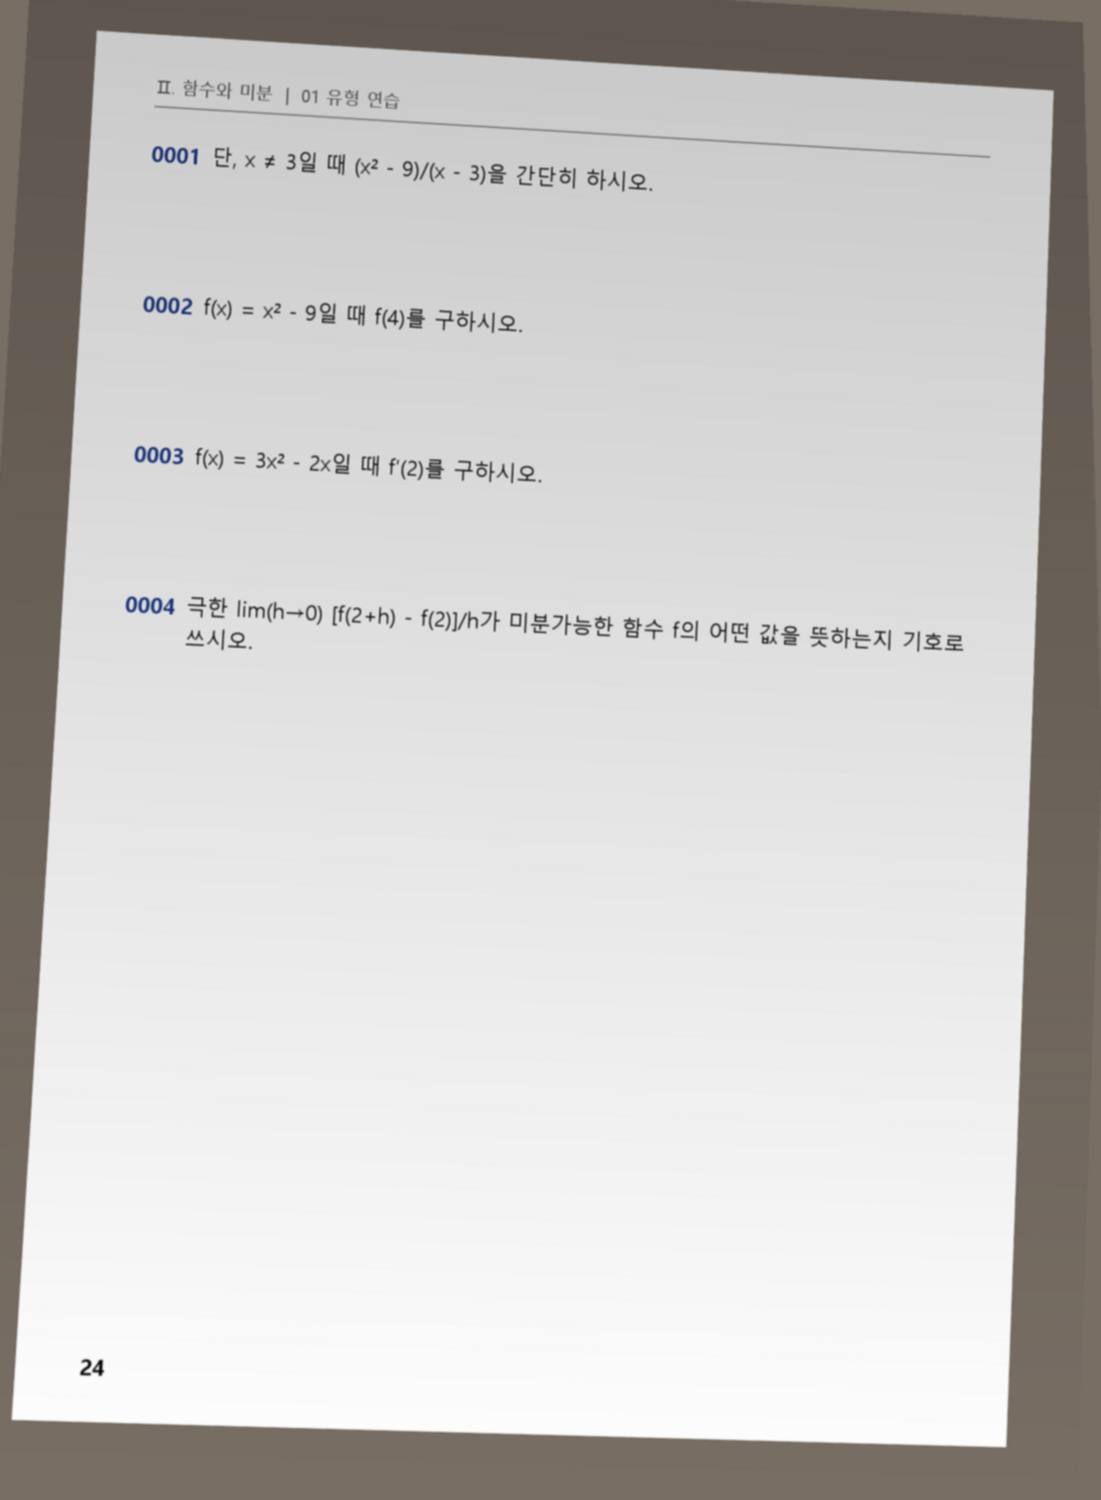 Ⅱ. 함수와 미분 | 01 유형 연습
0001 단, x ≠ 3일 때 (x² - 9)/(x - 3)을 간단히 하시오.
0002 f(x) = x² - 9일 때 f(4)를 구하시오.
0003 f(x) = 3x² - 2x일 때 f'(2)를 구하시오.
0004 극한 lim(h→0) [f(2+h) - f(2)]/h가 미분가능한 함수 f의 어떤 값을 뜻하는지 기호로
쓰시오.
24